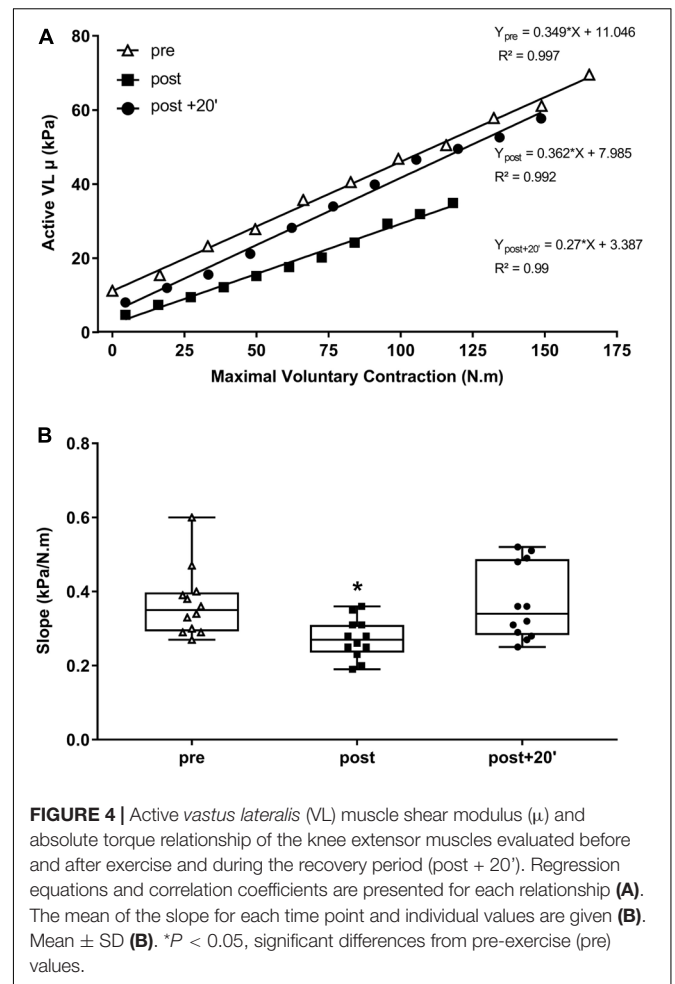 A
80
60
40
20
0
Active VL μ (kPa)
pre
post
post +20'
Y pre = 0.349*X + 11.046
R² = 0.997
Y post = 0.362*X + 7.985
R² = 0.992
Y post+20' = 0.27*X + 3.387
R² = 0.99
0 25 50 75 100 125 150 175
Maximal Voluntary Contraction (N.m)
B
0.8
0.6
0.4
0.2
0.0
Slope (kPa/N.m)
*
pre post post+20'
FIGURE 4 | Active vastus lateralis (VL) muscle shear modulus (μ) and
absolute torque relationship of the knee extensor muscles evaluated before
and after exercise and during the recovery period (post + 20'). Regression
equations and correlation coefficients are presented for each relationship (A).
The mean of the slope for each time point and individual values are given (B).
Mean ± SD (B). *P < 0.05, significant differences from pre-exercise (pre)
values.